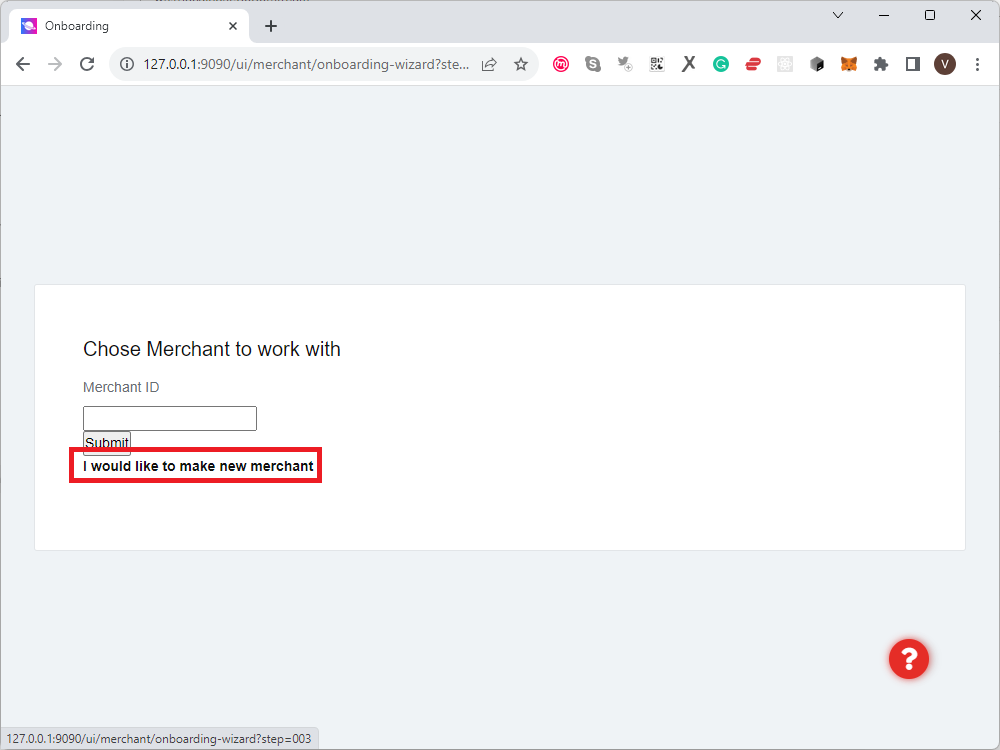 Onboarding
127.0.0.1:9090/ui/merchant/onboarding-wizard?ste...
V
Chose Merchant to work with
Merchant ID
Submit
I would like to make new merchant
?
127.0.0.1:9090/ui/merchant/onboarding-wizard?step=003